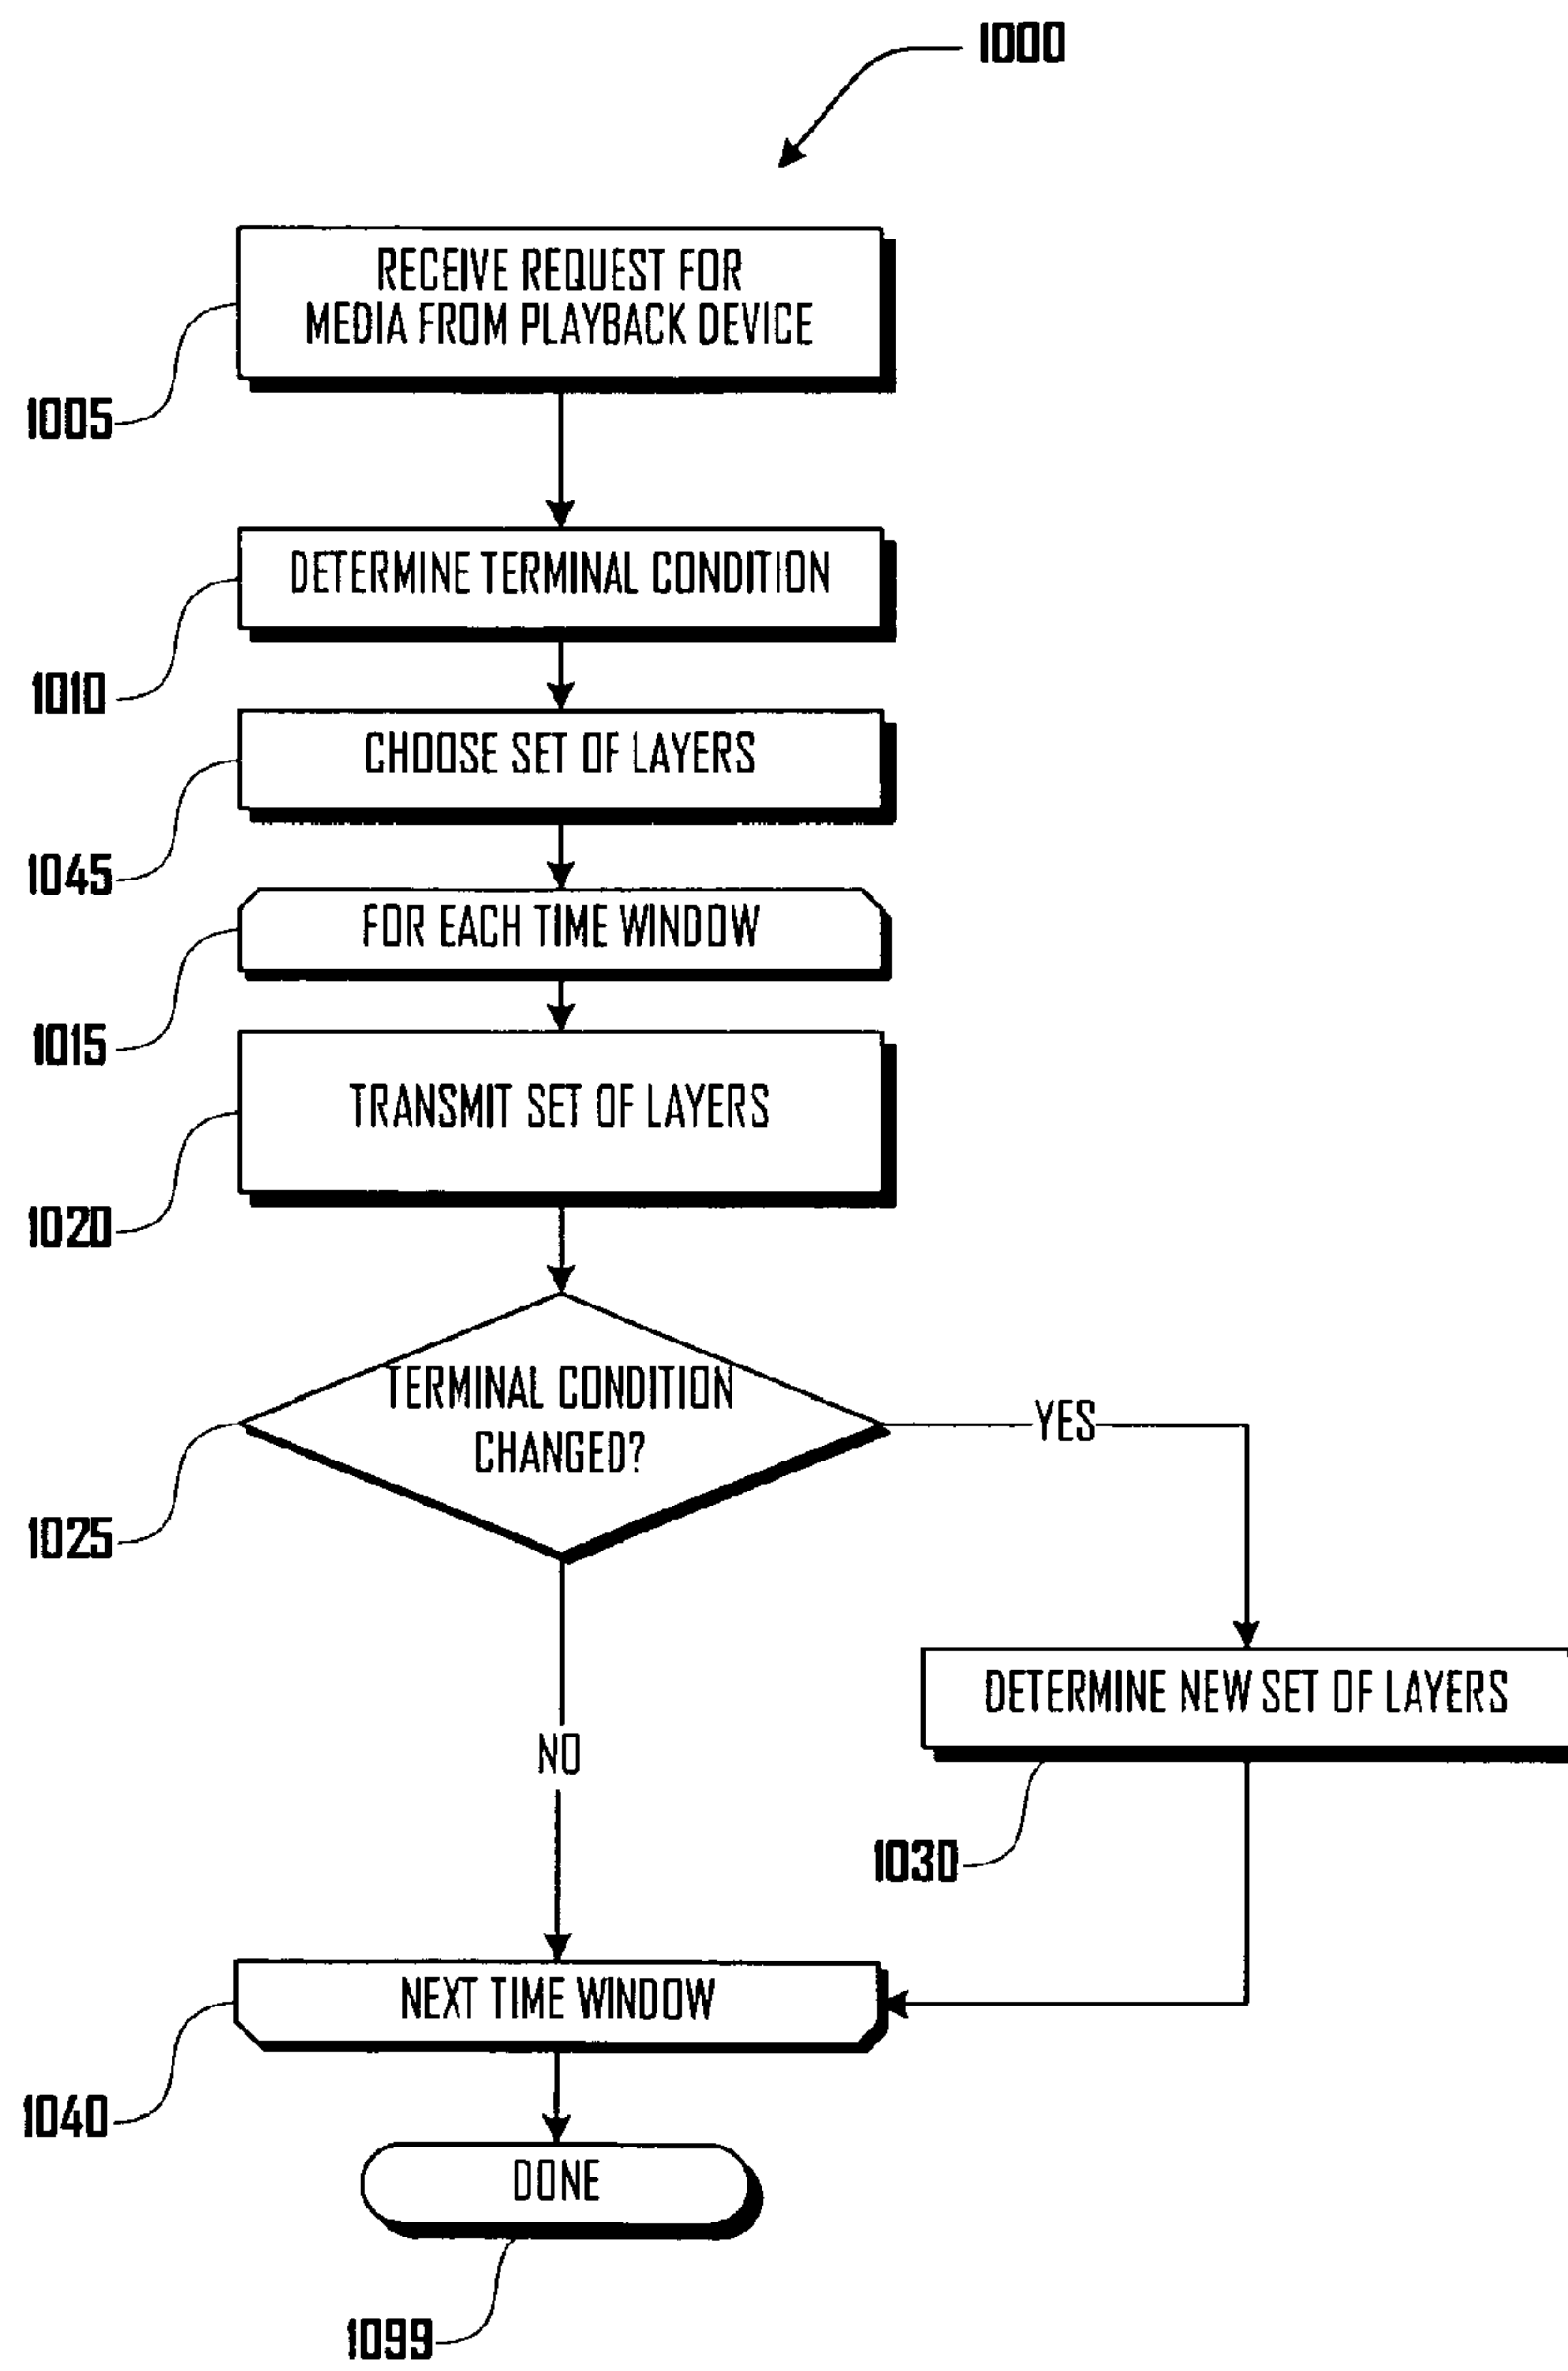 1000
RECEIVE REQUEST FOR
MEDIA FROM PLAYBACK DEVICE
1005
DETERMINE TERMINAL CONDITION
1010
CHOOSE SET OF LAYERS
1045
FOR EACH TIME WINDOW
1015
TRANSMIT SET OF LAYERS
1020
TERMINAL CONDITION
CHANGED?
YES
1025
DETERMINE NEW SET OF LAYERS
NO
1030
NEXT TIME WINDOW
1040
DONE
1099